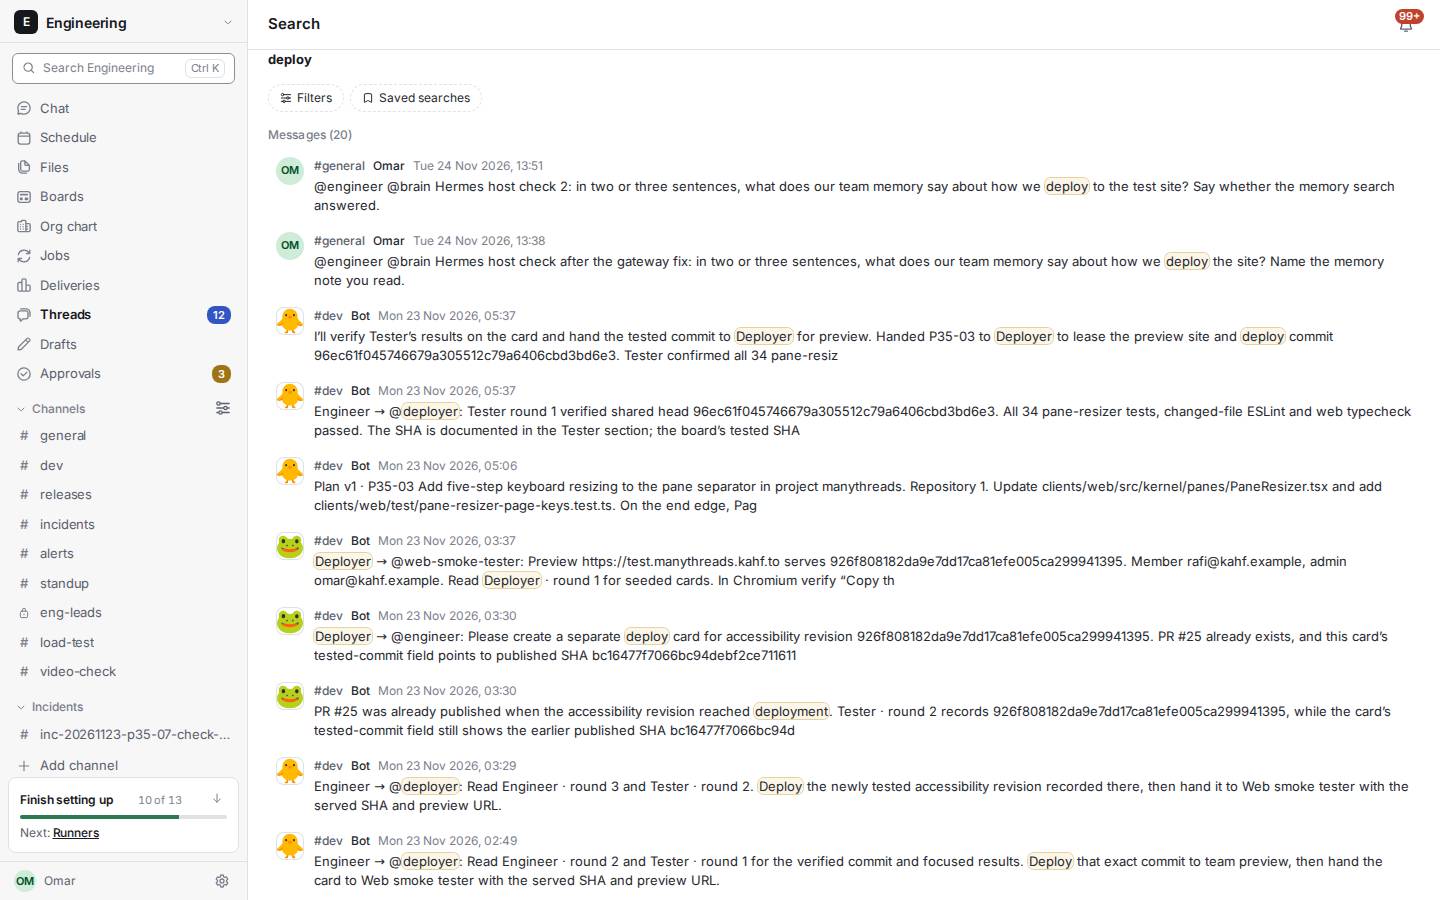 E Engineering
Search Engineering Ctrl K
Chat
Schedule
Files
Boards
Org chart
Jobs
Deliveries
Threads 12
Drafts
Approvals 3
Channels
# general
# dev
# releases
# incidents
# alerts
# standup
eng-leads
# load-test
# video-check
Incidents
# inc-20261123-p35-07-check-...
Add channel
Finish setting up 10 of 13
Next: Runners
OM Omar
Search
99+
deploy
Filters Saved searches
Messages (20)
OM #general Omar Tue 24 Nov 2026, 13:51
@engineer @brain Hermes host check 2: in two or three sentences, what does our team memory say about how we deploy to the test site? Say whether the memory search
answered.
OM #general Omar Tue 24 Nov 2026, 13:38
@engineer @brain Hermes host check after the gateway fix: in two or three sentences, what does our team memory say about how we deploy the site? Name the memory
note you read.
#dev Bot Mon 23 Nov 2026, 05:37
I’ll verify Tester’s results on the card and hand the tested commit to Deployer for preview. Handed P35-03 to Deployer to lease the preview site and deploy commit
96ec61f045746679a305512c79a6406cbd3bd6e3. Tester confirmed all 34 pane-resiz
#dev Bot Mon 23 Nov 2026, 05:37
Engineer → @deployer: Tester round 1 verified shared head 96ec61f045746679a305512c79a6406cbd3bd6e3. All 34 pane-resizer tests, changed-file ESLint and web typecheck
passed. The SHA is documented in the Tester section; the board’s tested SHA
#dev Bot Mon 23 Nov 2026, 05:06
Plan v1 · P35-03 Add five-step keyboard resizing to the pane separator in project manythreads. Repository 1. Update clients/web/src/kernel/panes/PaneResizer.tsx and add
clients/web/test/pane-resizer-page-keys.test.ts. On the end edge, Pag
#dev Bot Mon 23 Nov 2026, 03:37
Deployer → @web-smoke-tester: Preview https://test.manythreads.kahf.to serves 926f808182da9e7dd17ca81efe005ca299941395. Member rafi@kahf.example, admin
omar@kahf.example. Read Deployer · round 1 for seeded cards. In Chromium verify “Copy th
#dev Bot Mon 23 Nov 2026, 03:30
Deployer → @engineer: Please create a separate deploy card for accessibility revision 926f808182da9e7dd17ca81efe005ca299941395. PR #25 already exists, and this card’s
tested-commit field points to published SHA bc16477f7066bc94debf2ce711611
#dev Bot Mon 23 Nov 2026, 03:30
PR #25 was already published when the accessibility revision reached deployment. Tester · round 2 records 926f808182da9e7dd17ca81efe005ca299941395, while the card’s
tested-commit field still shows the earlier published SHA bc16477f7066bc94d
#dev Bot Mon 23 Nov 2026, 03:29
Engineer → @deployer: Read Engineer · round 3 and Tester · round 2. Deploy the newly tested accessibility revision recorded there, then hand it to Web smoke tester with the
served SHA and preview URL.
#dev Bot Mon 23 Nov 2026, 02:49
Engineer → @deployer: Read Engineer · round 2 and Tester · round 1 for the verified commit and focused results. Deploy that exact commit to team preview, then hand the
card to Web smoke tester with the served SHA and preview URL.